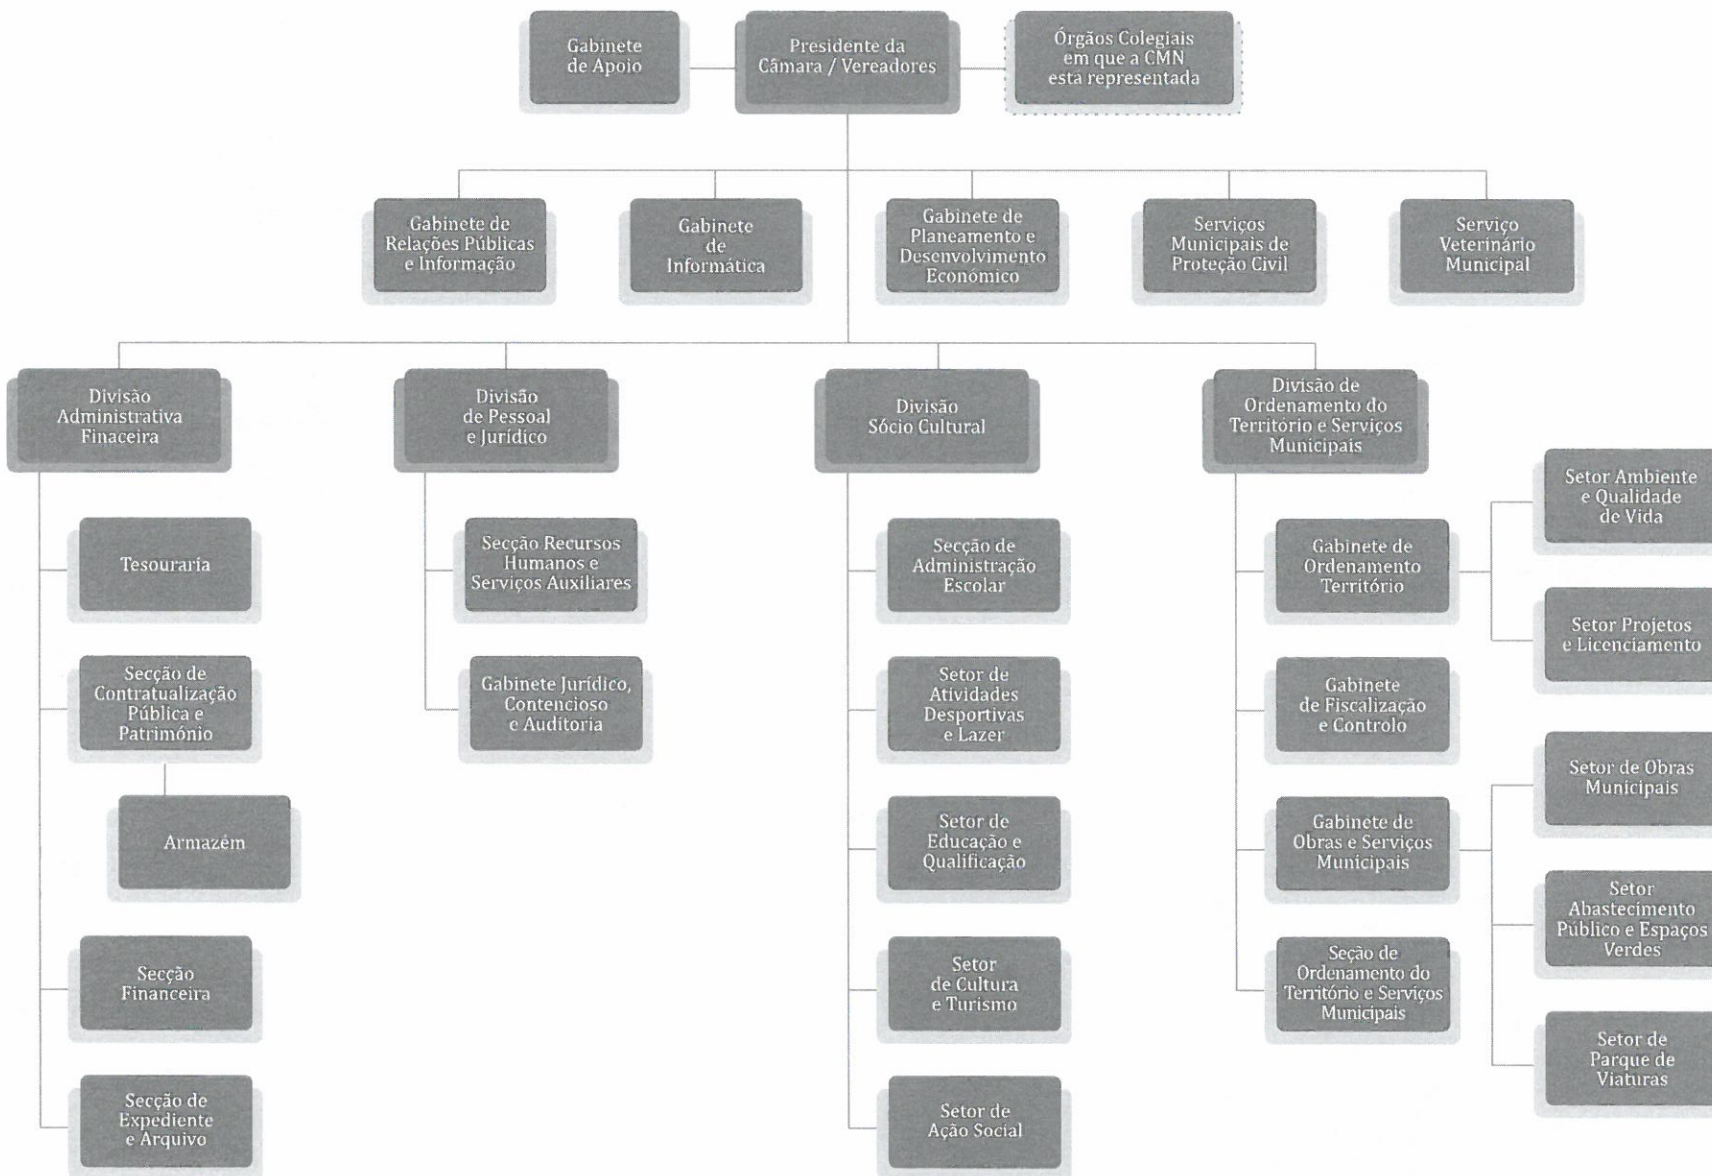 Gabinete
de Apoio
Presidente da
Câmara / Vereadores
Órgãos Colegiais
em que a CMN
está representada
Gabinete de
Relações Públicas
e Informação
Gabinete
de
Informática
Gabinete de
Planeamento e
Desenvolvimento
Económico
Serviços
Municipais de
Proteção Civil
Serviço
Veterinário
Municipal
Divisão
Administrativa
Finaceira
Divisão
de Pessoal
e Jurídico
Divisão
Sócio Cultural
Divisão de
Ordenamento do
Território e Serviços
Municipais
Tesouraria
Secção de
Contratualização
Pública e
Património
Armazém
Secção
Financeira
Secção de
Expediente
e Arquivo
Secção Recursos
Humanos e
Serviços Auxiliares
Gabinete Jurídico,
Contencioso
e Auditoria
Secção de
Administração
Escolar
Setor de
Atividades
Desportivas
e Lazer
Setor de
Educação e
Qualificação
Setor
de Cultura
e Turismo
Setor de
Ação Social
Gabinete de
Ordenamento
Território
Gabinete
de Fiscalização
e Controlo
Gabinete de
Obras e Serviços
Municipais
Seção de
Ordenamento do
Território e Serviços
Municipais
Setor Ambiente
e Qualidade
de Vida
Setor Projetos
e Licenciamento
Setor de Obras
Municipais
Setor
Abastecimento
Público e Espaços
Verdes
Setor de
Parque de
Viaturas